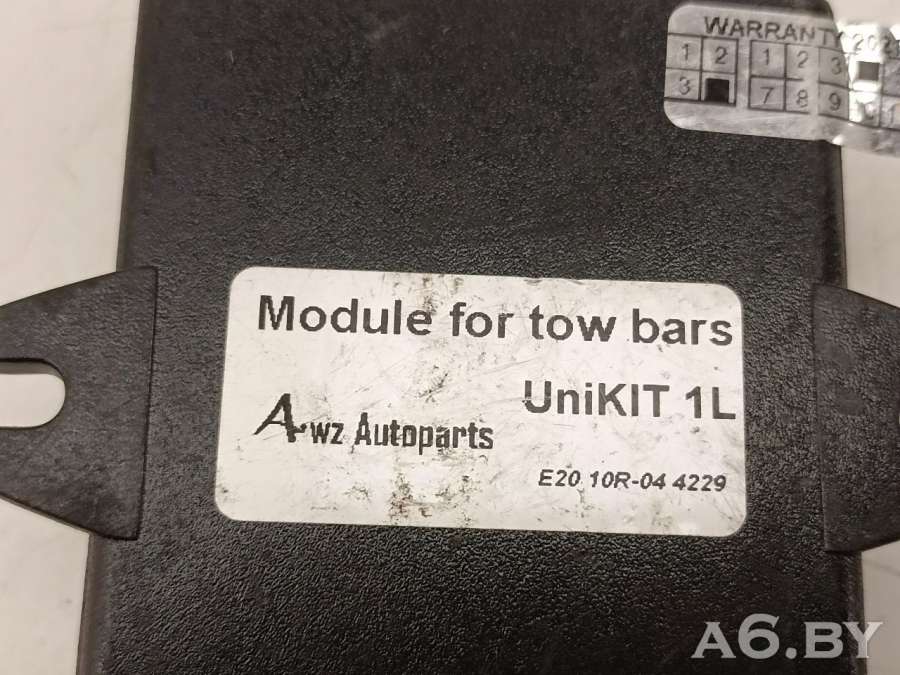 WARRANTY
1 2 1 2 3
3 7 8 9
Module for tow bars
UniKIT 1L
Awz Autoparts
E20 10R-04 4229
A6.BY